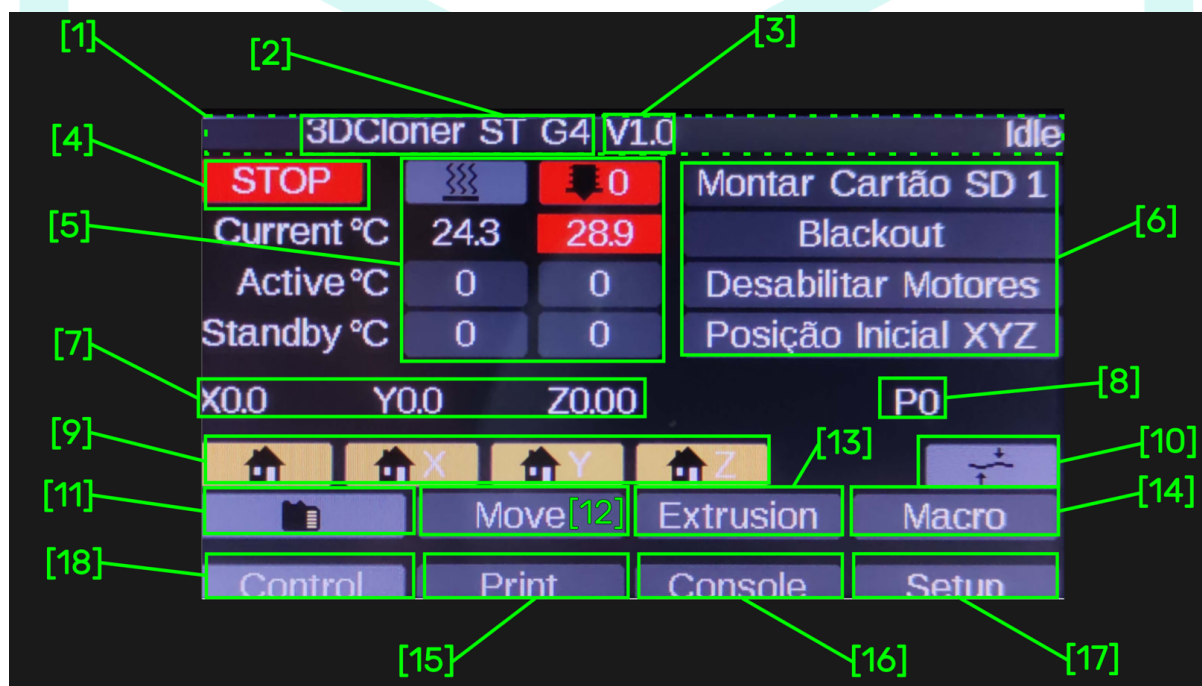 [1]
[2]
[3]
3DCloner ST G4 V1.0 Idle
[4]
STOP 0 Montar Cartão SD 1
[5]
Current °C 24.3 28.9 Blackout
[6]
Active °C 0 0 Desabilitar Motores
Standby °C 0 0 Posição Inicial XYZ
[7]
X0.0 Y0.0 Z0.00 P0
[8]
[9]
X Y Z
[13]
[10]
[11]
Move [12] Extrusion Macro
[14]
[18]
Control Print Console Setup
[15]
[16]
[17]